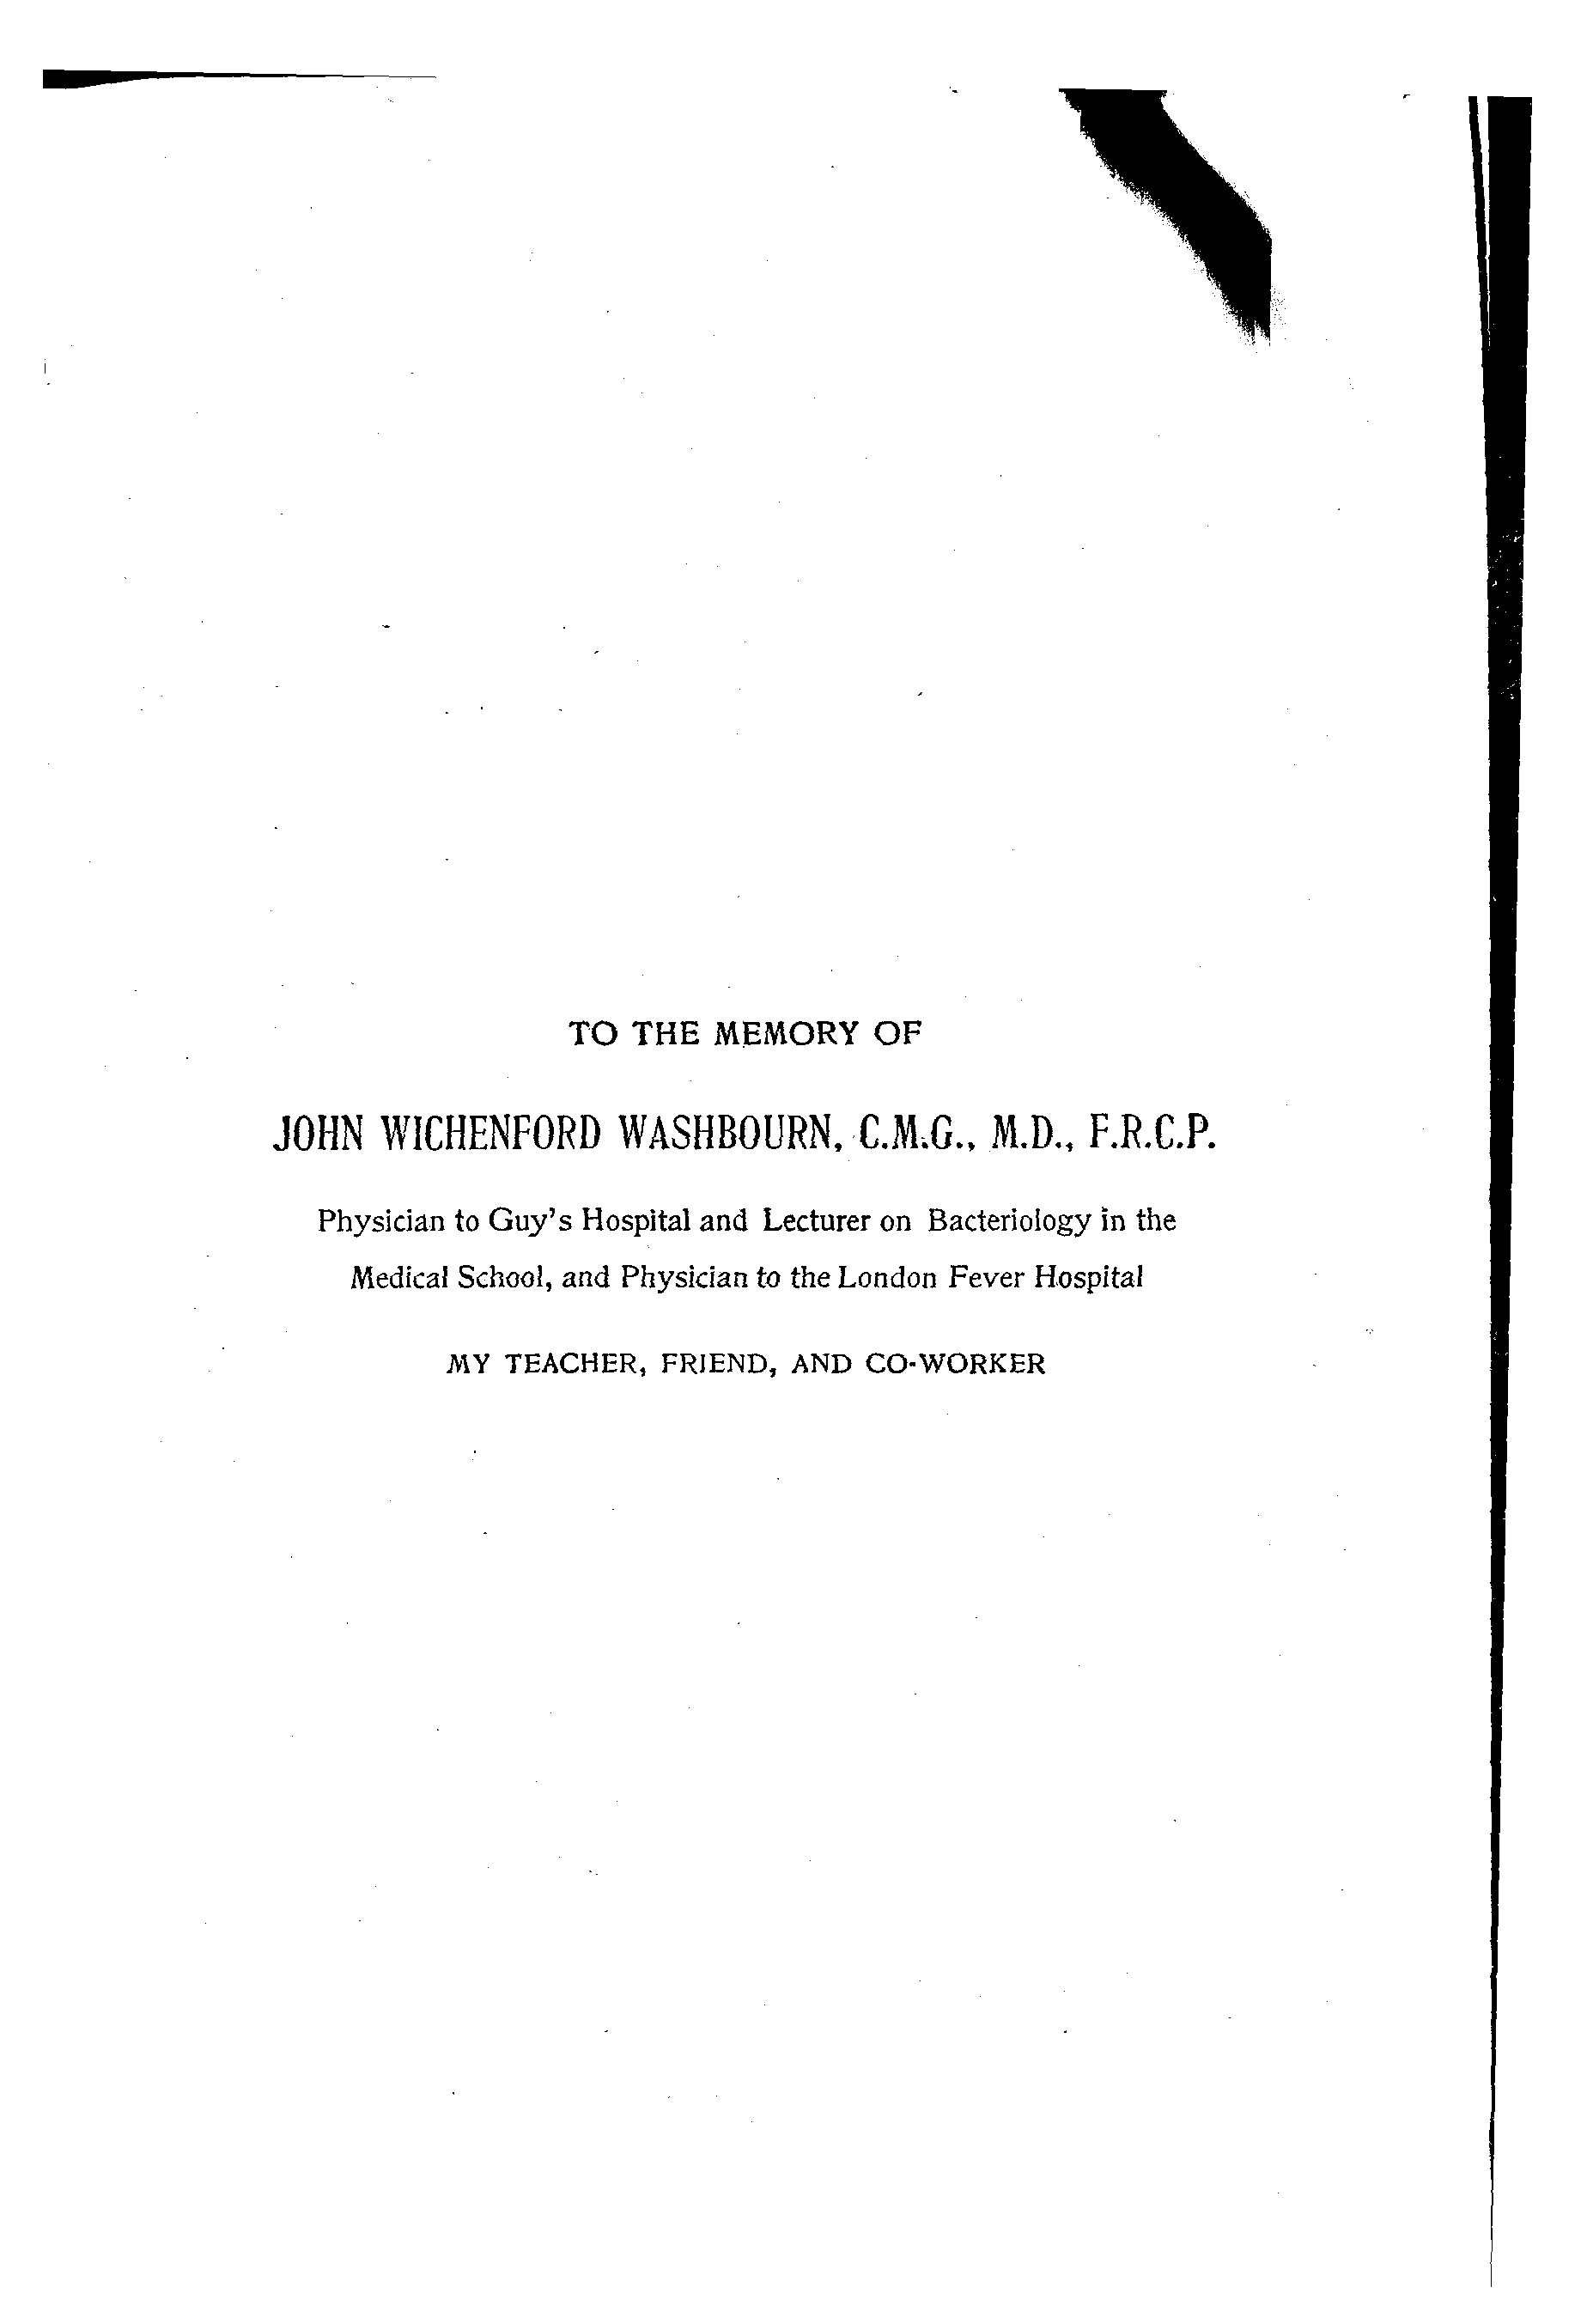 TO THE MEMORY OF
JOHN WICHENFORD WASHBOURN, C.M.G., M.D., F.R.C.P.
Physician to Guy's Hospital and Lecturer on Bacteriology in the
Medical School, and Physician to the London Fever Hospital
MY TEACHER, FRIEND, AND CO-WORKER